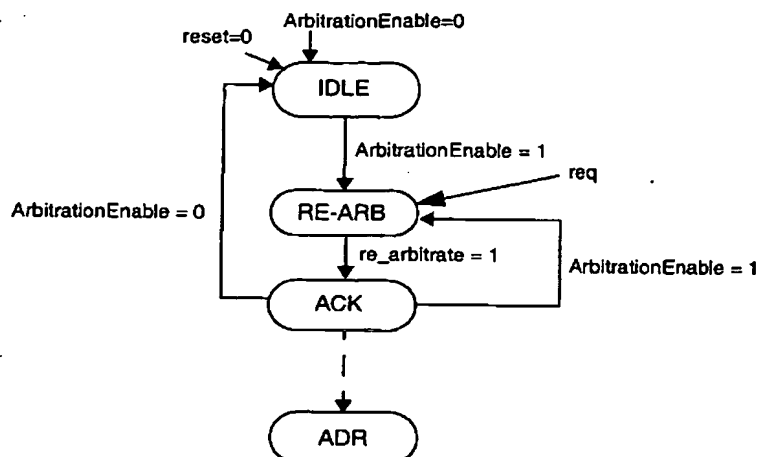 ArbitrationEnable=0
reset=0
IDLE
ArbitrationEnable = 1
req
ArbitrationEnable = 0
RE-ARB
re_arbitrate = 1
ArbitrationEnable = 1
ACK
ADR